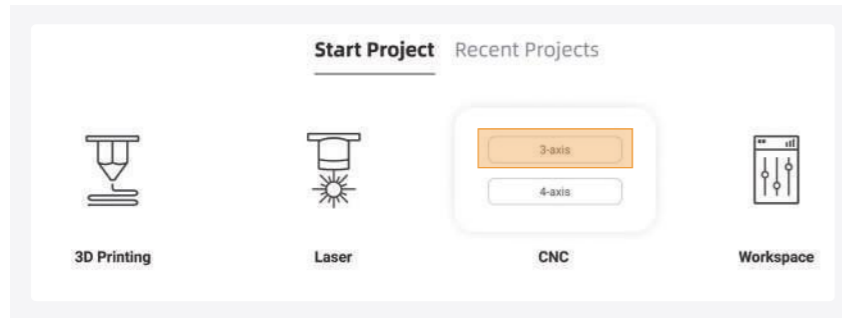 Start Project Recent Projects
3-axis
4-axis
3D Printing Laser CNC Workspace